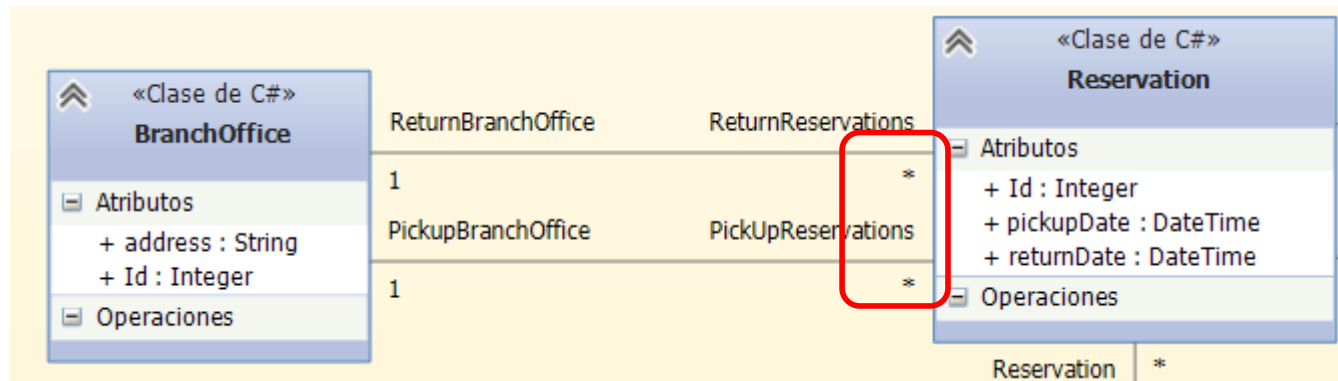 «Clase de C#»
BranchOffice
Atributos
+ address : String
+ Id : Integer
Operaciones
ReturnBranchOffice
ReturnReservations
1
*
PickupBranchOffice
PickUpReservations
1
*
«Clase de C#»
Reservation
Atributos
+ Id : Integer
+ pickupDate : DateTime
+ returnDate : DateTime
Operaciones
Reservation
*